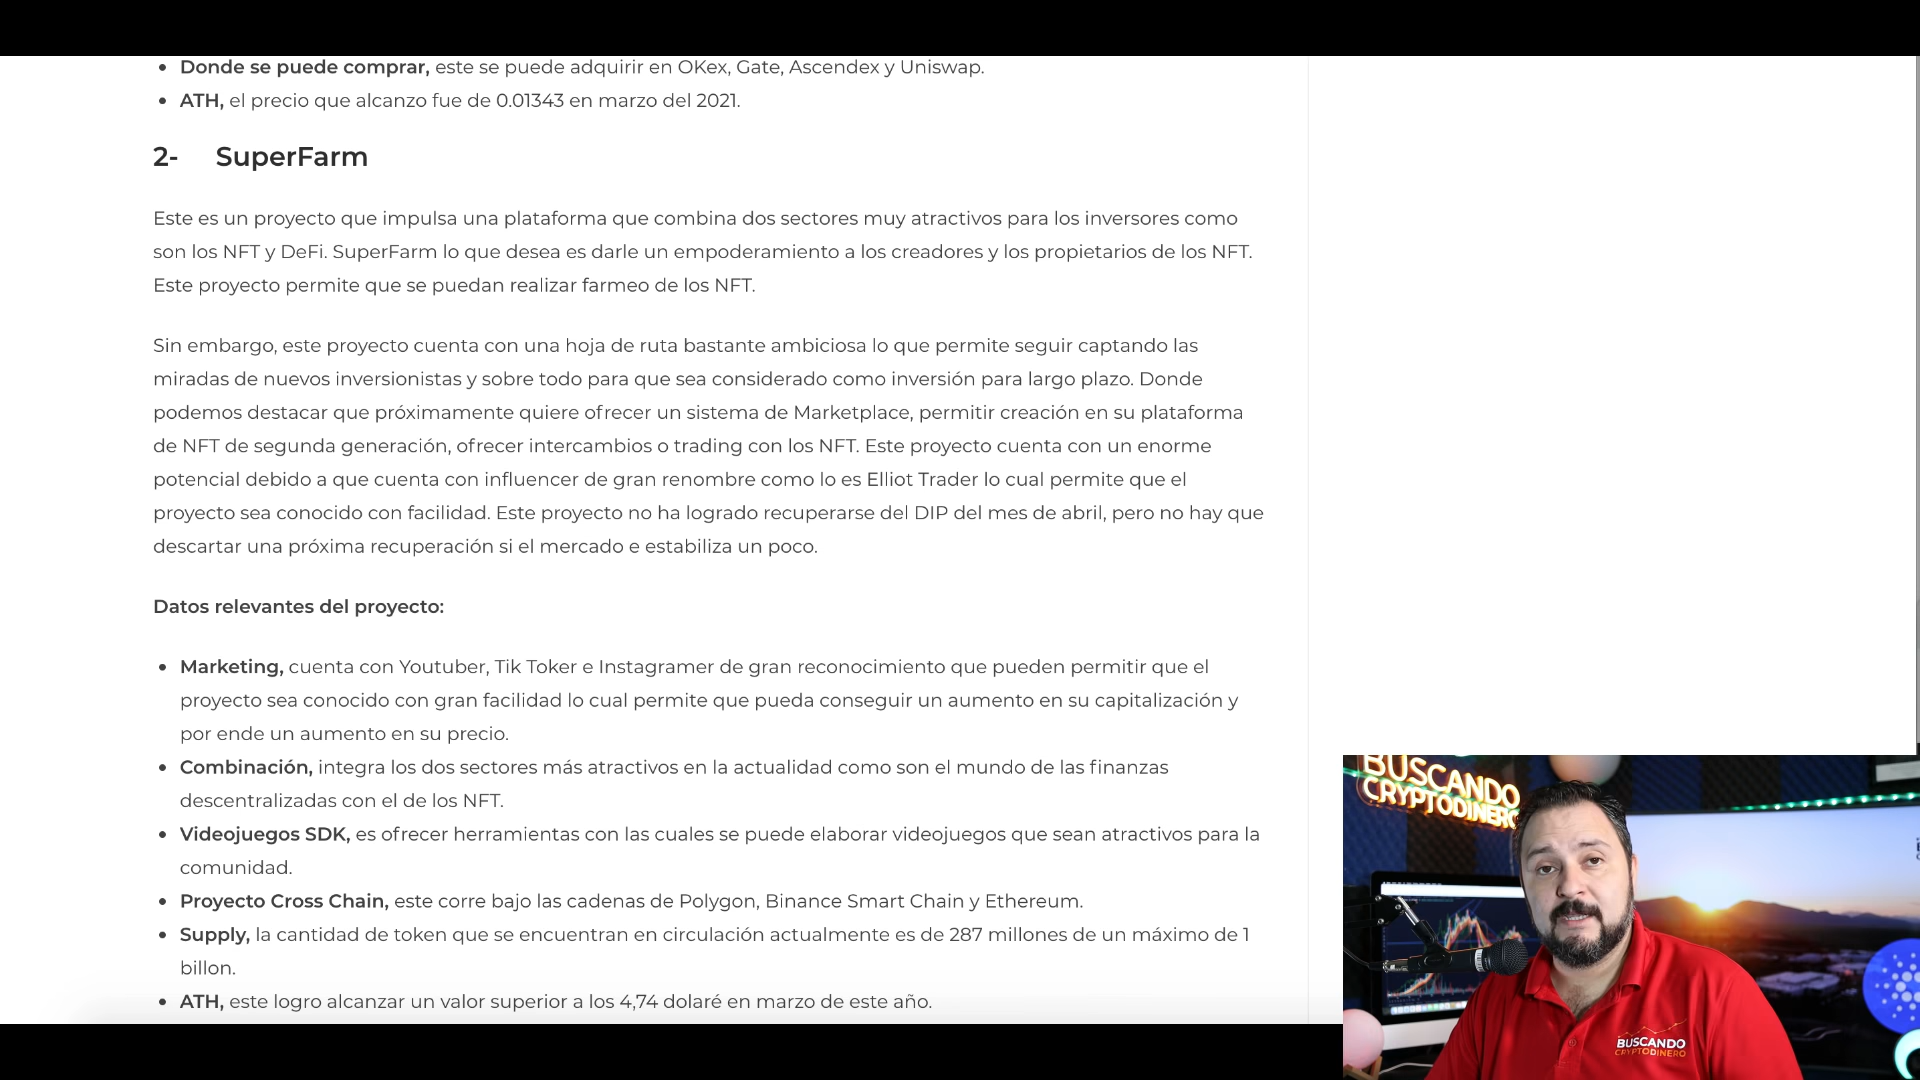 Donde se puede comprar, este se puede adquirir en OKex, Gate, Ascendex y Uniswap.
ATH, el precio que alcanzo fue de 0.01343 en marzo del 2021.
2- SuperFarm
Este es un proyecto que impulsa una plataforma que combina dos sectores muy atractivos para los inversores como
son los NFT y DeFi. SuperFarm lo que desea es darle un empoderamiento a los creadores y los propietarios de los NFT.
Este proyecto permite que se puedan realizar farmeo de los NFT.
Sin embargo, este proyecto cuenta con una hoja de ruta bastante ambiciosa lo que permite seguir captando las
miradas de nuevos inversionistas y sobre todo para que sea considerado como inversión para largo plazo. Donde
podemos destacar que próximamente quiere ofrecer un sistema de Marketplace, permitir creación en su plataforma
de NFT de segunda generación, ofrecer intercambios o trading con los NFT. Este proyecto cuenta con un enorme
potencial debido a que cuenta con influencer de gran renombre como lo es Elliot Trader lo cual permite que el
proyecto sea conocido con facilidad. Este proyecto no ha logrado recuperarse del DIP del mes de abril, pero no hay que
descartar una próxima recuperación si el mercado e estabiliza un poco.
Datos relevantes del proyecto:
Marketing, cuenta con Youtuber, Tik Toker e Instagramer de gran reconocimiento que pueden permitir que el
proyecto sea conocido con gran facilidad lo cual permite que pueda conseguir un aumento en su capitalización y
por ende un aumento en su precio.
Combinación, integra los dos sectores más atractivos en la actualidad como son el mundo de las finanzas
descentralizadas con el de los NFT.
Videojuegos SDK, es ofrecer herramientas con las cuales se puede elaborar videojuegos que sean atractivos para la
comunidad.
Proyecto Cross Chain, este corre bajo las cadenas de Polygon, Binance Smart Chain y Ethereum.
Supply, la cantidad de token que se encuentran en circulación actualmente es de 287 millones de un máximo de 1
billon.
ATH, este logro alcanzar un valor superior a los 4,74 dolaré en marzo de este año.
BUSCANDO
CRYPTODINERO
BUSCANDO
CRYPTODINERO